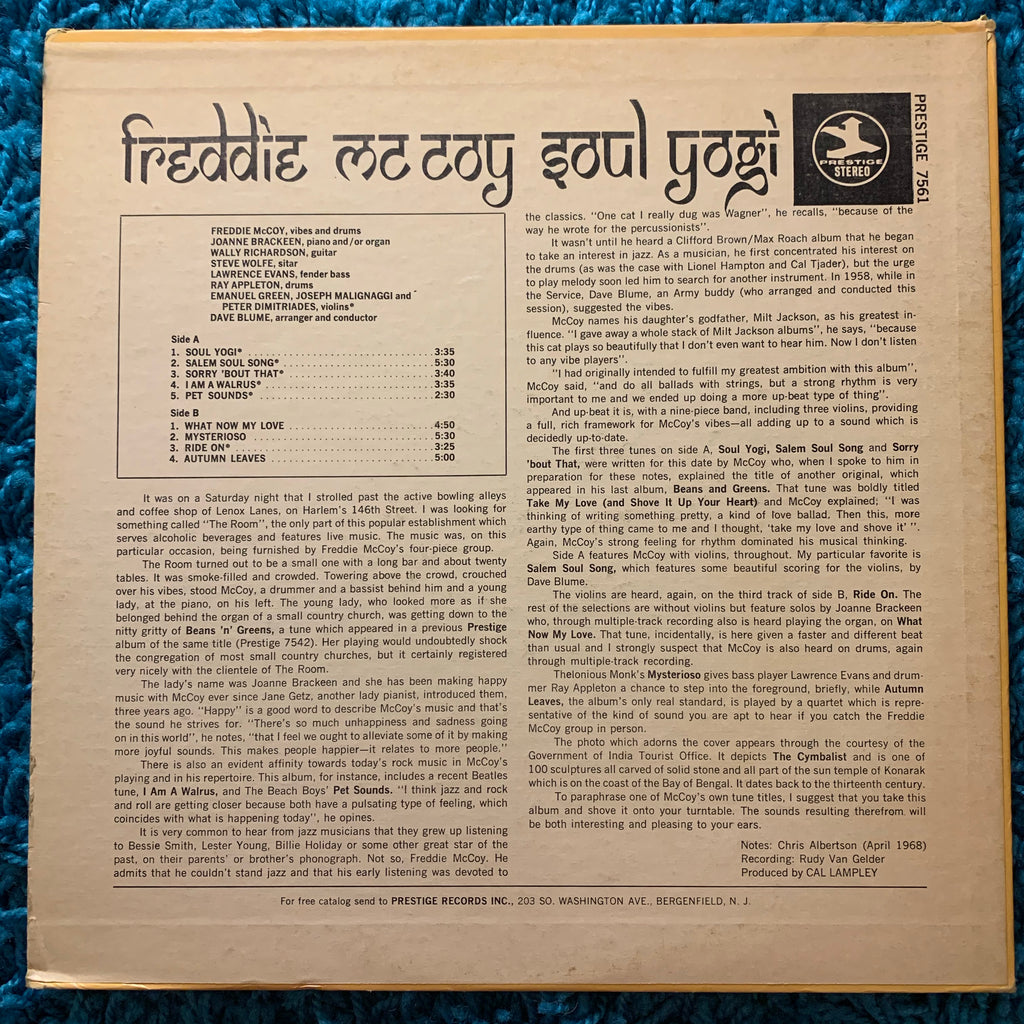 freddie mc coy soul yogi
PRESTIGE
STEREO
PRESTIGE 7561
FREDDIE McCOY, vibes and drums
JOANNE BRACKEEN, piano and/or organ
WALLY RICHARDSON, guitar
STEVE WOLFE, sitar
LAWRENCE EVANS, fender bass
RAY APPLETON, drums
EMANUEL GREEN, JOSEPH MALIGNAGGI and
PETER DIMITRIADES, violins*
DAVE BLUME, arranger and conductor
Side A
1. SOUL YOGI* . . . . . . . . . . . . . . . . . . . . . . . . . . . . 3:35
2. SALEM SOUL SONG* . . . . . . . . . . . . . . . . . . . . . . . 5:30
3. SORRY 'BOUT THAT* . . . . . . . . . . . . . . . . . . . . . . 3:40
4. I AM A WALRUS* . . . . . . . . . . . . . . . . . . . . . . . . . 3:35
5. PET SOUNDS* . . . . . . . . . . . . . . . . . . . . . . . . . . 2:30
Side B
1. WHAT NOW MY LOVE . . . . . . . . . . . . . . . . . . . . . . 4:50
2. MYSTERIOSO . . . . . . . . . . . . . . . . . . . . . . . . . . . 5:30
3. RIDE ON* . . . . . . . . . . . . . . . . . . . . . . . . . . . . . 3:25
4. AUTUMN LEAVES . . . . . . . . . . . . . . . . . . . . . . . . 5:00
It was on a Saturday night that I strolled past the active bowling alleys
and coffee shop of Lenox Lanes, on Harlem's 146th Street. I was looking for
something called "The Room", the only part of this popular establishment which
serves alcoholic beverages and features live music. The music was, on this
particular occasion, being furnished by Freddie McCoy's four-piece group.
The Room turned out to be a small one with a long bar and about twenty
tables. It was smoke-filled and crowded. Towering above the crowd, crouched
over his vibes, stood McCoy, a drummer and a bassist behind him and a young
lady, at the piano, on his left. The young lady, who looked more as if she
belonged behind the organ of a small country church, was getting down to the
nitty gritty of Beans 'n' Greens, a tune which appeared in a previous Prestige
album of the same title (Prestige 7542). Her playing would undoubtedly shock
the congregation of most small country churches, but it certainly registered
very nicely with the clientele of The Room.
The lady's name was Joanne Brackeen and she has been making happy
music with McCoy ever since Jane Getz, another lady pianist, introduced them,
three years ago. "Happy" is a good word to describe McCoy's music and that's
the sound he strives for. "There's so much unhappiness and sadness going
on in this world", he notes, "that I feel we ought to alleviate some of it by making
more joyful sounds. This makes people happier—it relates to more people."
There is also an evident affinity towards today's rock music in McCoy's
playing and in his repertoire. This album, for instance, includes a recent Beatles
tune, I Am A Walrus, and The Beach Boys' Pet Sounds. "I think jazz and rock
and roll are getting closer because both have a pulsating type of feeling, which
coincides with what is happening today", he opines.
It is very common to hear from jazz musicians that they grew up listening
to Bessie Smith, Lester Young, Billie Holiday or some other great star of the
past, on their parents' or brother's phonograph. Not so, Freddie McCoy. He
admits that he couldn't stand jazz and that his early listening was devoted to
the classics. "One cat I really dug was Wagner", he recalls, "because of the
way he wrote for the percussionists".
It wasn't until he heard a Clifford Brown/Max Roach album that he began
to take an interest in jazz. As a musician, he first concentrated his interest on
the drums (as was the case with Lionel Hampton and Cal Tjader), but the urge
to play melody soon led him to search for another instrument. In 1958, while in
the Service, Dave Blume, an Army buddy (who arranged and conducted this
session), suggested the vibes.
McCoy names his daughter's godfather, Milt Jackson, as his greatest in-
fluence. "I gave away a whole stack of Milt Jackson albums", he says, "because
this cat plays so beautifully that I don't even want to hear him. Now I don't listen
to any vibe players".
"I had originally intended to fulfill my greatest ambition with this album",
McCoy said, "and do all ballads with strings, but a strong rhythm is very
important to me and we ended up doing a more up-beat type of thing".
And up-beat it is, with a nine-piece band, including three violins, providing
a full, rich framework for McCoy's vibes—all adding up to a sound which is
decidedly up-to-date.
The first three tunes on side A, Soul Yogi, Salem Soul Song and Sorry
'bout That, were written for this date by McCoy who, when I spoke to him in
preparation for these notes, explained the title of another original, which
appeared in his last album, Beans and Greens. That tune was boldly titled
Take My Love (and Shove It Up Your Heart) and McCoy explained; "I was
thinking of writing something pretty, a kind of love ballad. Then this, more
earthy type of thing came to me and I thought, 'take my love and shove it' ".
Again, McCoy's strong feeling for rhythm dominated his musical thinking.
Side A features McCoy with violins, throughout. My particular favorite is
Salem Soul Song, which features some beautiful scoring for the violins, by
Dave Blume.
The violins are heard, again, on the third track of side B, Ride On. The
rest of the selections are without violins but feature solos by Joanne Brackeen
who, through multiple-track recording also is heard playing the organ, on What
Now My Love. That tune, incidentally, is here given a faster and different beat
than usual and I strongly suspect that McCoy is also heard on drums, again
through multiple-track recording.
Thelonious Monk's Mysterioso gives bass player Lawrence Evans and drum-
mer Ray Appleton a chance to step into the foreground, briefly, while Autumn
Leaves, the album's only real standard, is played by a quartet which is repre-
sentative of the kind of sound you are apt to hear if you catch the Freddie
McCoy group in person.
The photo which adorns the cover appears through the courtesy of the
Government of India Tourist Office. It depicts The Cymbalist and is one of
100 sculptures all carved of solid stone and all part of the sun temple of Konarak
which is on the coast of the Bay of Bengal. It dates back to the thirteenth century.
To paraphrase one of McCoy's own tune titles, I suggest that you take this
album and shove it onto your turntable. The sounds resulting therefrom will
be both interesting and pleasing to your ears.
Notes: Chris Albertson (April 1968)
Recording: Rudy Van Gelder
Produced by CAL LAMPLEY
For free catalog send to PRESTIGE RECORDS INC., 203 SO. WASHINGTON AVE., BERGENFIELD, N. J.